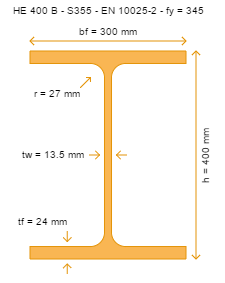 HE 400 B - S355 - EN 10025-2 - fy = 345
bf = 300 mm
r = 27 mm
tw = 13.5 mm
h = 400 mm
tf = 24 mm